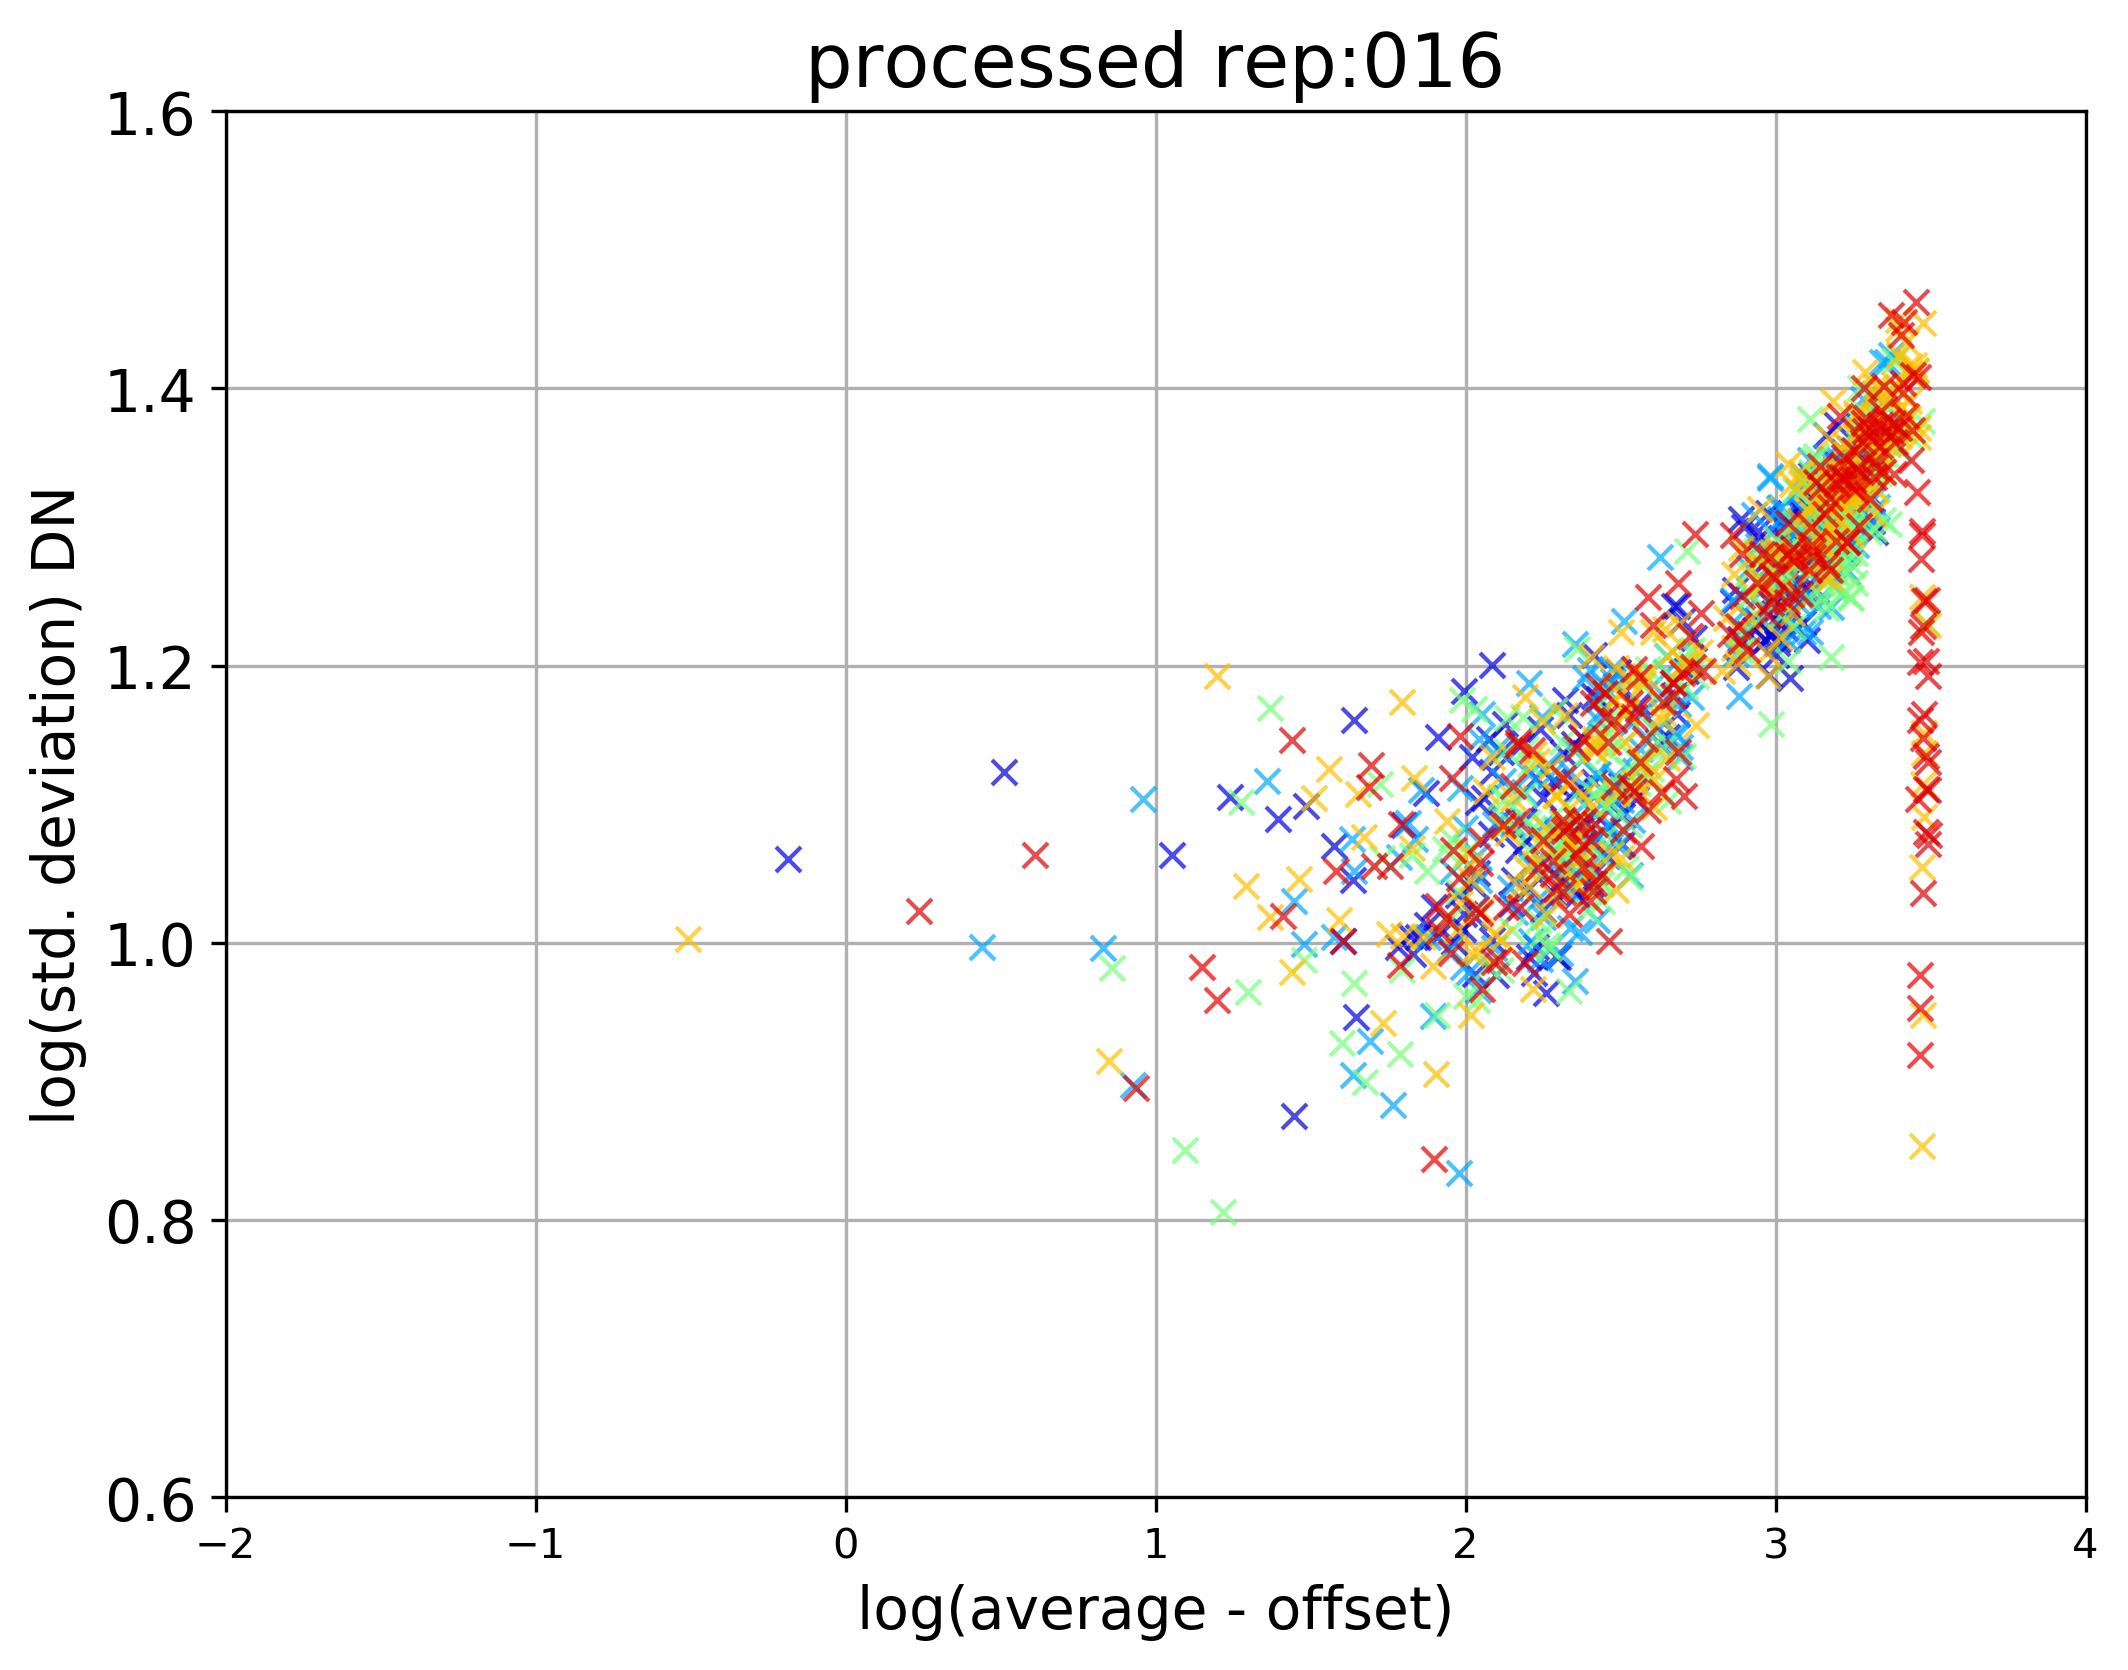 processed rep:016
log(std. deviation) DN
1.6
1.4
1.2
1.0
0.8
0.6
−2 −1 0 1 2 3 4
log(average - offset)